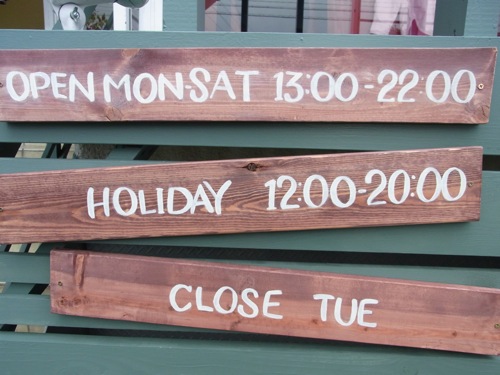 OPEN MON-SAT 13:00-22:00
HOLIDAY 12:00-20:00
CLOSE TUE